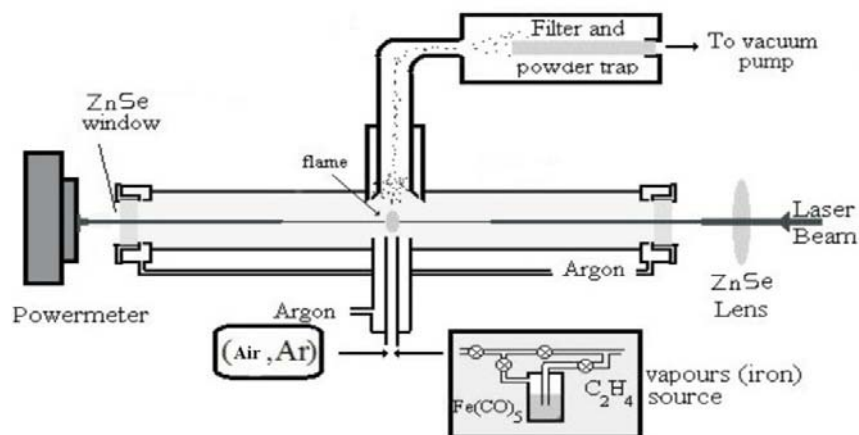 Filter and
powder trap
To vacuum
pump
ZnSe
window
flame
Laser
Beam
Argon
ZnSe
Lens
Powermeter
Argon
(Air, Ar)
Fe(CO)5
C2H4
vapours (iron)
source